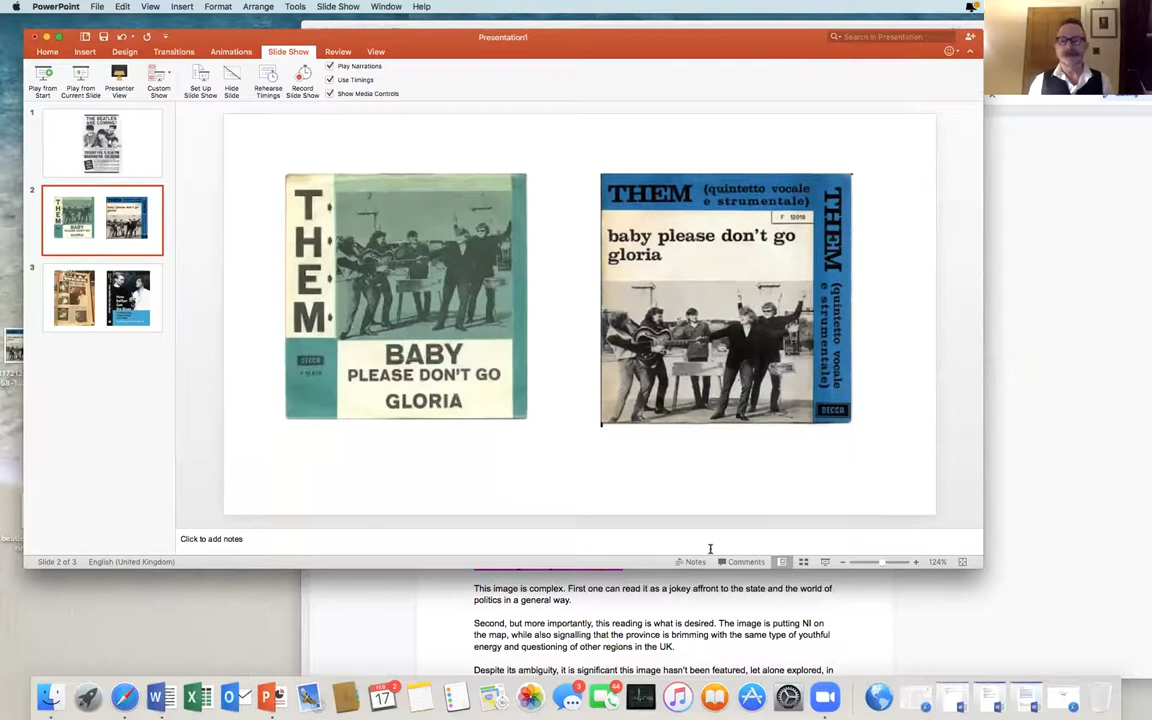 PowerPoint File Edit View Insert Format Arrange Tools Slide Show Window Help
Presentation1
Search in Presentation
Home Insert Design Transitions Animations Slide Show Review View
Play from Start
Play from Current Slide
Presenter View
Custom Show
Set Up Slide Show
Hide Slide
Rehearse Timings
Record Slide Show
Play Narrations
Use Timings
Show Media Controls
1
THE BEATLES
ARE COMING!
2
3
THEM
DECCA
BABY
PLEASE DON'T GO
GLORIA
THEM (quintetto vocale
e strumentale)
F 12018
baby please don't go
gloria
THEM (quintetto vocale
e strumentale)
DECCA
Click to add notes
Slide 2 of 3 English (United Kingdom)
Notes Comments
124%
This image is complex. First one can read it as a jokey affront to the state and the world of
politics in a general way.
Second, but more importantly, this reading is what is desired. The image is putting NI on
the map, while also signalling that the province is brimming with the same type of youthful
energy and questioning of other regions in the UK.
Despite its ambiguity, it is significant this image hasn't been featured, let alone explored, in
17
2
3
44